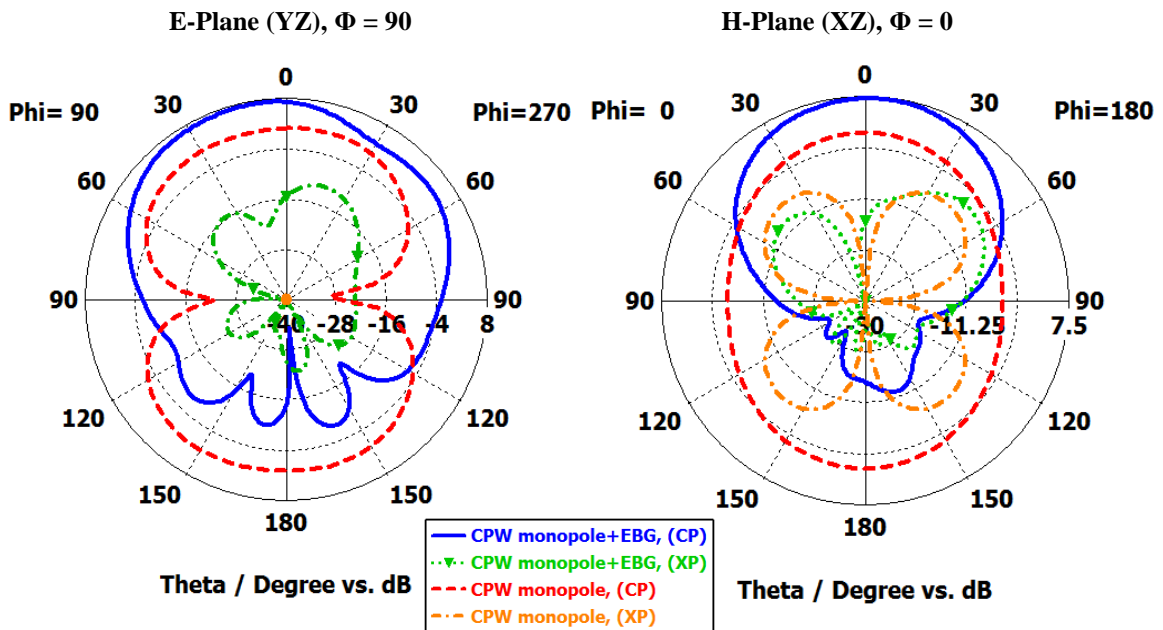 E-Plane (YZ), Φ = 90
H-Plane (XZ), Φ = 0
0
30
30
Phi= 90
Phi=270
60
60
90
90
-40
-28
-16
-4
8
120
120
150
150
180
Theta / Degree vs. dB
0
30
30
Phi= 0
Phi=180
60
60
90
90
-30
-11.25
7.5
120
120
150
150
180
Theta / Degree vs. dB
CPW monopole+EBG, (CP)
CPW monopole+EBG, (XP)
CPW monopole, (CP)
CPW monopole, (XP)